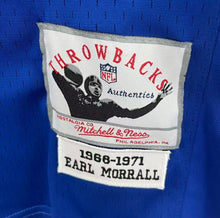 THROWBACKS
NFL
Authentics
NOSTALGIA CO.
Mitchell & Ness
PHILADELPHIA, PA
1966-1971
EARL MORRALL